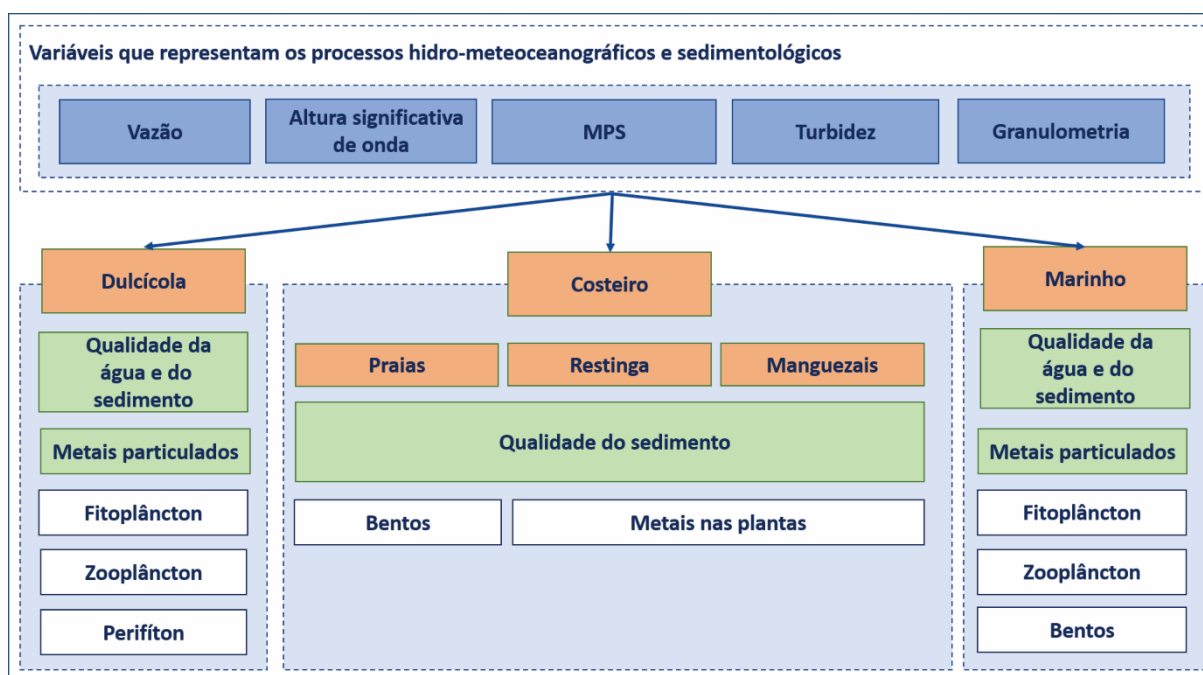 Variáveis que representam os processos hidro-meteoceanográficos e sedimentológicos
Vazão
Altura significativa
de onda
MPS
Turbidez
Granulometria
Dulcícola
Qualidade da
água e do
sedimento
Metais particulados
Fitoplâncton
Zooplâncton
Perifíton
Costeiro
Praias
Restinga
Manguezais
Qualidade do sedimento
Bentos
Metais nas plantas
Marinho
Qualidade da
água e do
sedimento
Metais particulados
Fitoplâncton
Zooplâncton
Bentos